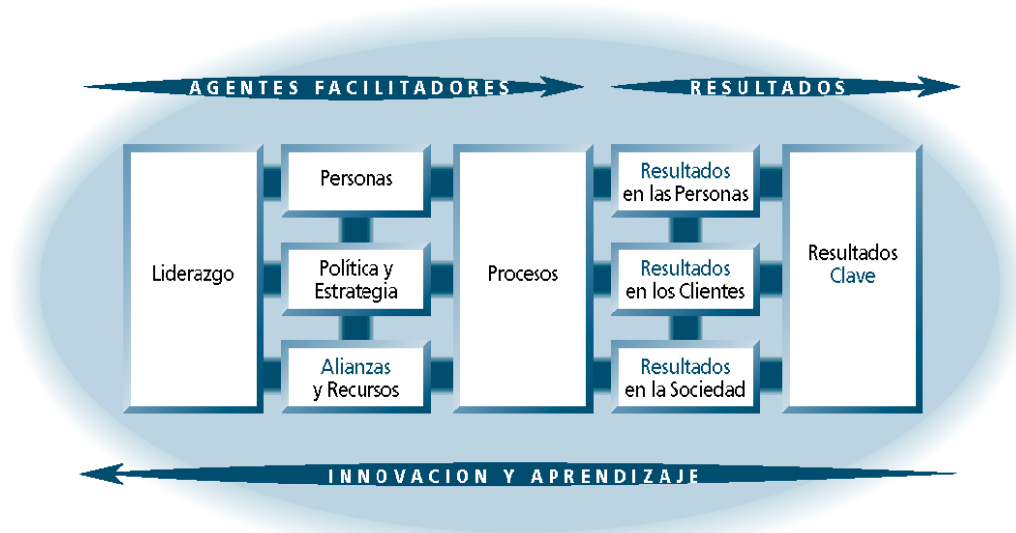 AGENTES FACILITADORES
RESULTADOS
Liderazgo
Personas
Política y
Estrategia
Alianzas
y Recursos
Procesos
Resultados
en las Personas
Resultados
en los Clientes
Resultados
en la Sociedad
Resultados
Clave
INNOVACION Y APRENDIZAJE